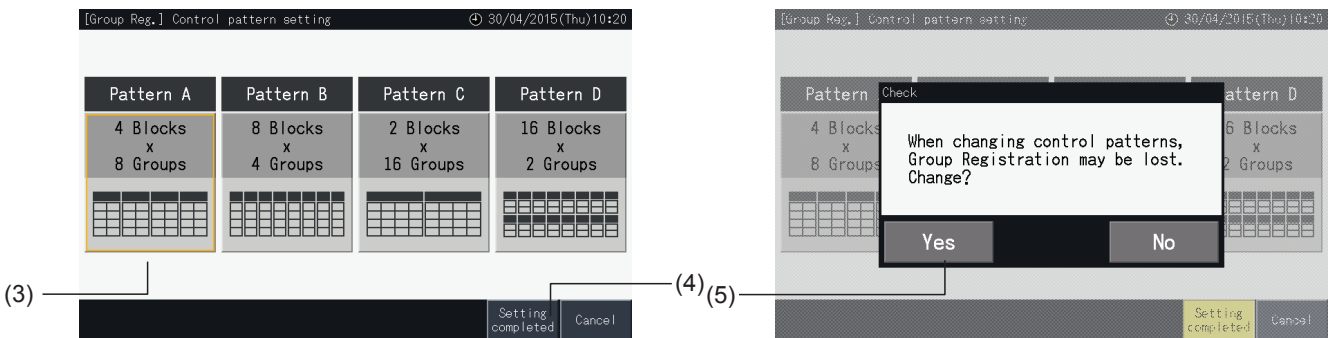 [Group Reg.] Control pattern setting 30/04/2015(Thu)10:20
Pattern A Pattern B Pattern C Pattern D
4 Blocks
x
8 Groups
8 Blocks
x
4 Groups
2 Blocks
x
16 Groups
16 Blocks
x
2 Groups
(3)
(4)
Setting
completed
Cancel
[Group Reg.] Control pattern setting 30/04/2015(Thu)10:20
Pattern
attern D
4 Blocks
x
8 Groups
6 Blocks
x
2 Groups
Check
When changing control patterns,
Group Registration may be lost.
Change?
Yes No
(5)
Setting
completed
Cancel